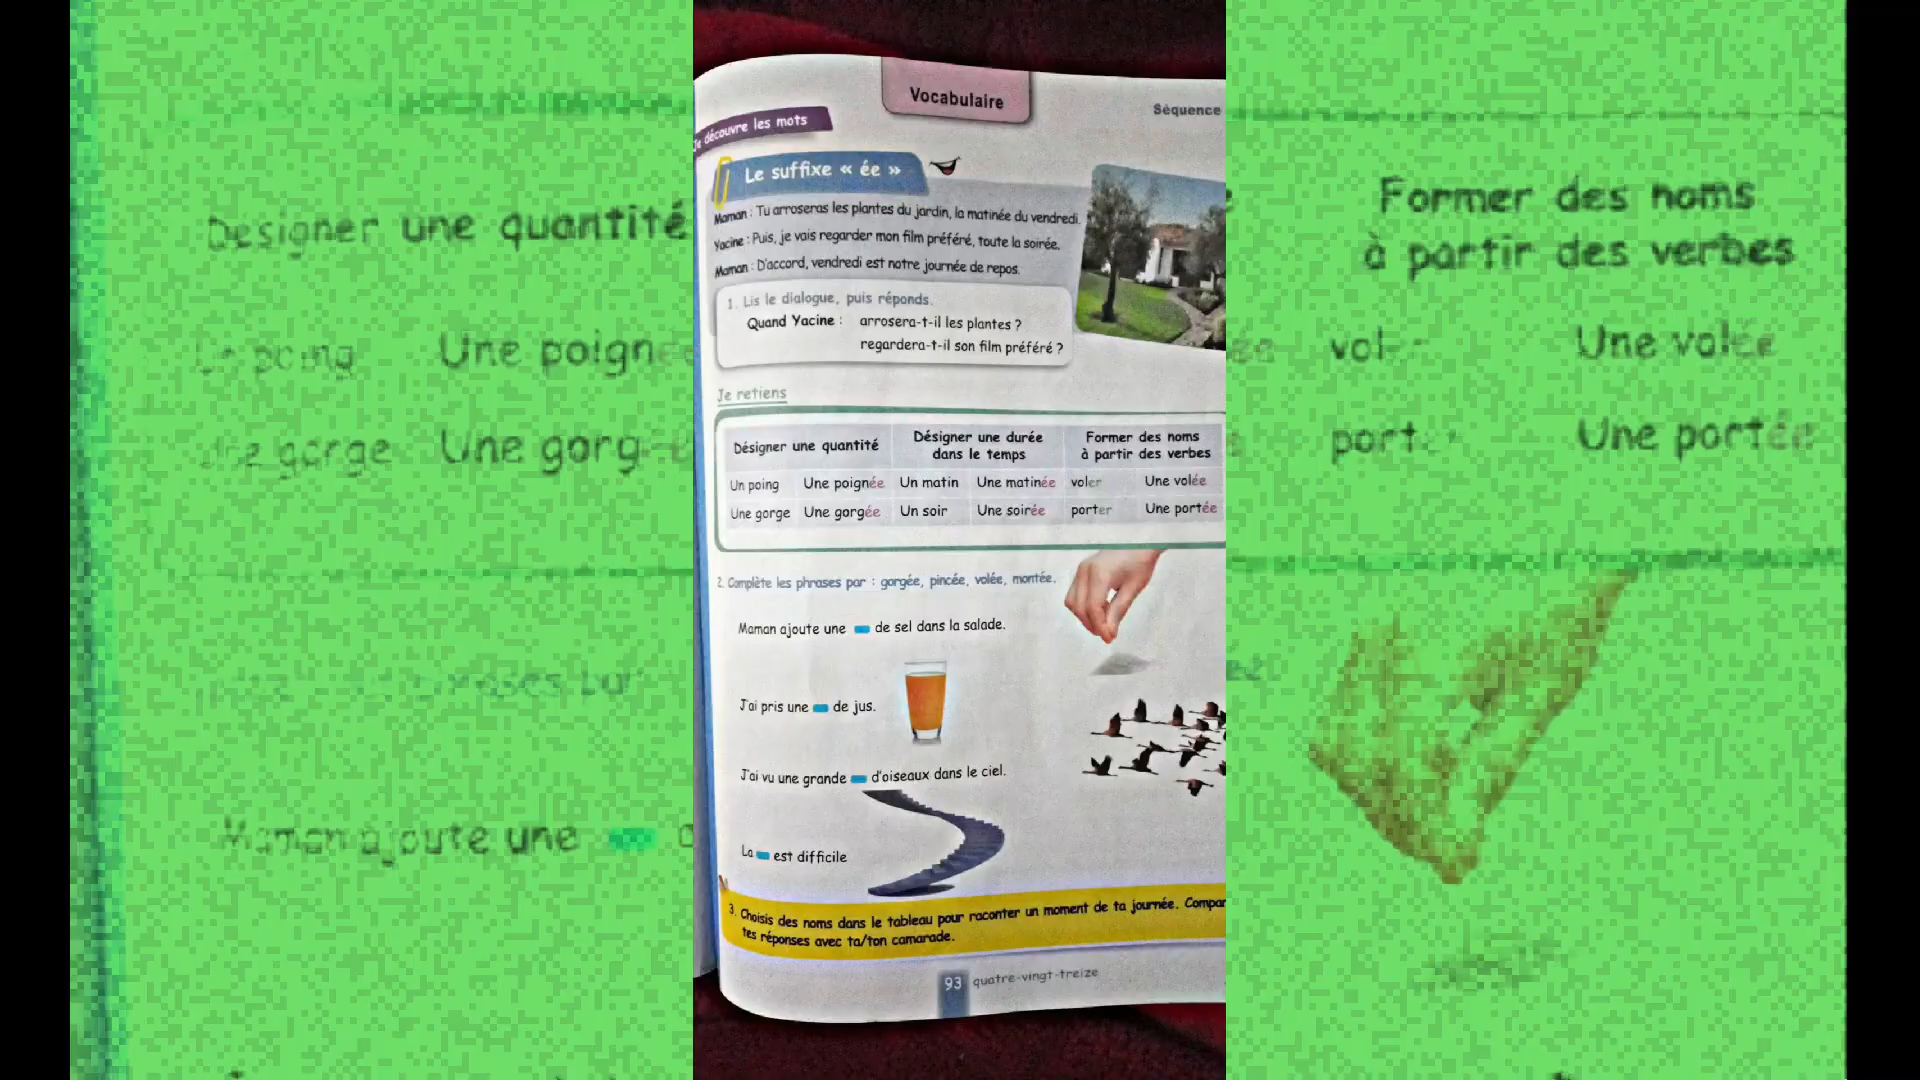 Vocabulaire
Séquence
Je découvre les mots
Le suffixe « ée »
Maman : Tu arroseras les plantes du jardin, la matinée du vendredi.
Yacine : Puis, je vais regarder mon film préféré, toute la soirée.
Maman : D'accord, vendredi est notre journée de repos.
1. Lis le dialogue, puis réponds.
Quand Yacine : arrosera-t-il les plantes ?
regardera-t-il son film préféré ?
Je retiens
Désigner une quantité
Désigner une durée
dans le temps
Former des noms
à partir des verbes
Un poing Une poignée Un matin Une matinée voler Une volée
Une gorge Une gorgée Un soir Une soirée porter Une portée
2. Complète les phrases par : gorgée, pincée, volée, montée.
Maman ajoute une de sel dans la salade.
J'ai pris une de jus.
J'ai vu une grande d'oiseaux dans le ciel.
La est difficile
3. Choisis des noms dans le tableau pour raconter un moment de ta journée. Compar
tes réponses avec ta/ton camarade.
93 quatre-vingt-treize
Designer une quantité
poing Une poigné
gorge Une gorg
Maman ajoute une
Former des noms
à partir des verbes
voler Une volée
porter Une portée